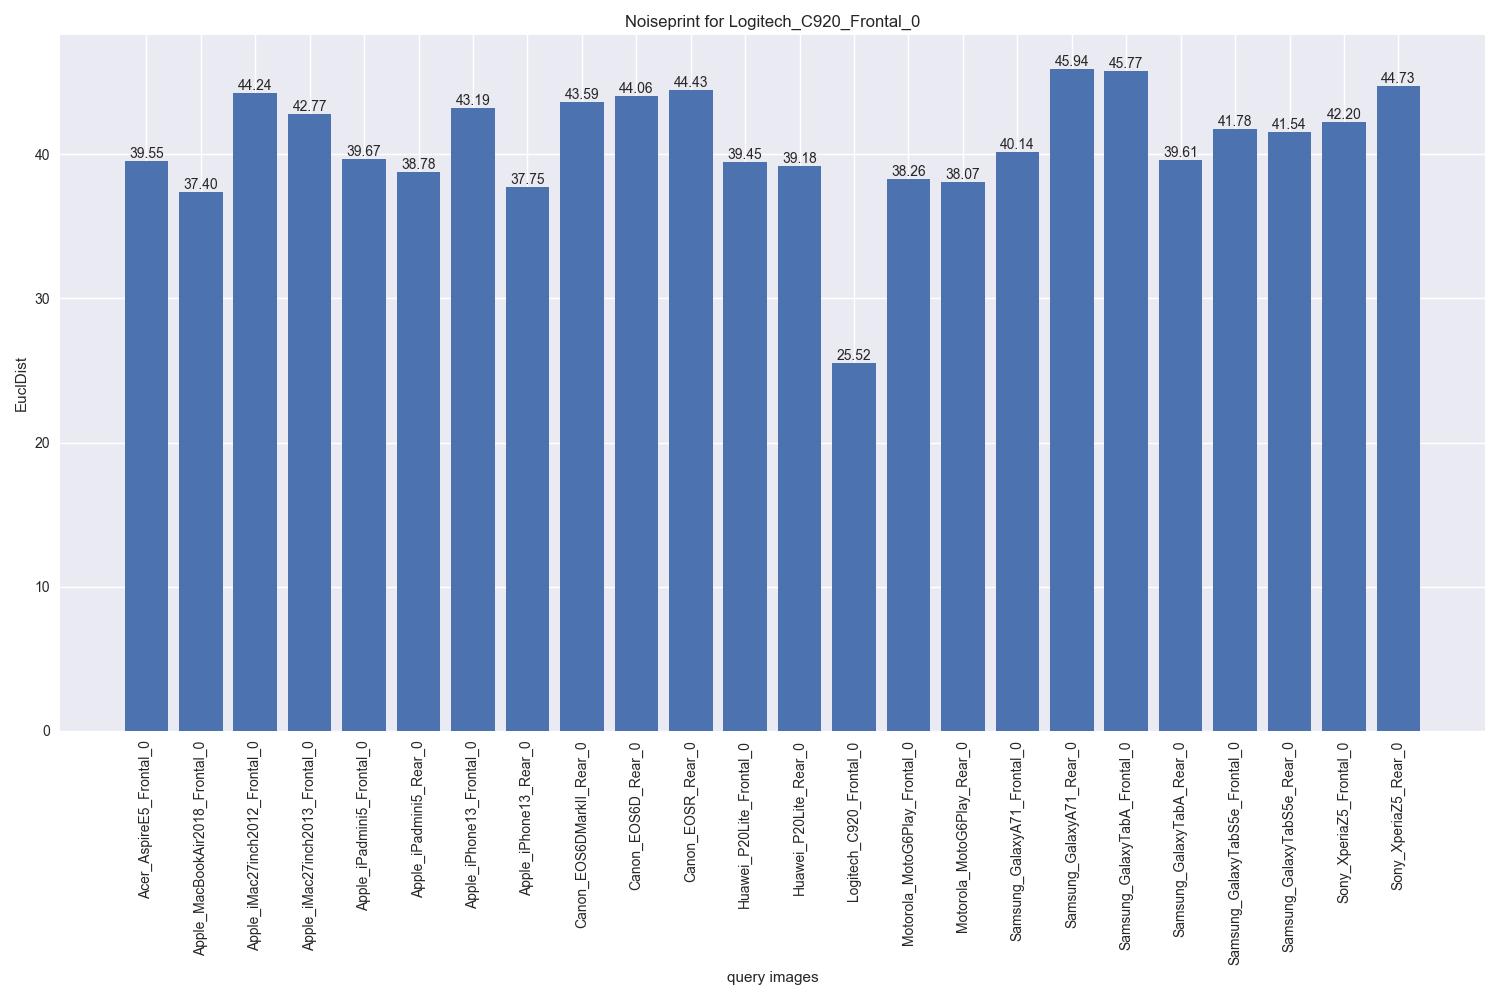 Noiseprint for Logitech_C920_Frontal_0
EuclDist
40
30
20
10
0
39.55
37.40
44.24
42.77
39.67
38.78
43.19
37.75
43.59
44.06
44.43
39.45
39.18
25.52
38.26
38.07
40.14
45.94
45.77
39.61
41.78
41.54
42.20
44.73
Acer_AspireE5_Frontal_0
Apple_MacBookAir2018_Frontal_0
Apple_iMac27inch2012_Frontal_0
Apple_iMac27inch2013_Frontal_0
Apple_iPadmini5_Frontal_0
Apple_iPadmini5_Rear_0
Apple_iPhone13_Frontal_0
Apple_iPhone13_Rear_0
Canon_EOS6DMarkII_Rear_0
Canon_EOS6D_Rear_0
Canon_EOSR_Rear_0
Huawei_P20Lite_Frontal_0
Huawei_P20Lite_Rear_0
Logitech_C920_Frontal_0
Motorola_MotoG6Play_Frontal_0
Motorola_MotoG6Play_Rear_0
Samsung_GalaxyA71_Frontal_0
Samsung_GalaxyA71_Rear_0
Samsung_GalaxyTabA_Frontal_0
Samsung_GalaxyTabA_Rear_0
Samsung_GalaxyTabS5e_Frontal_0
Samsung_GalaxyTabS5e_Rear_0
Sony_XperiaZ5_Frontal_0
Sony_XperiaZ5_Rear_0
query images